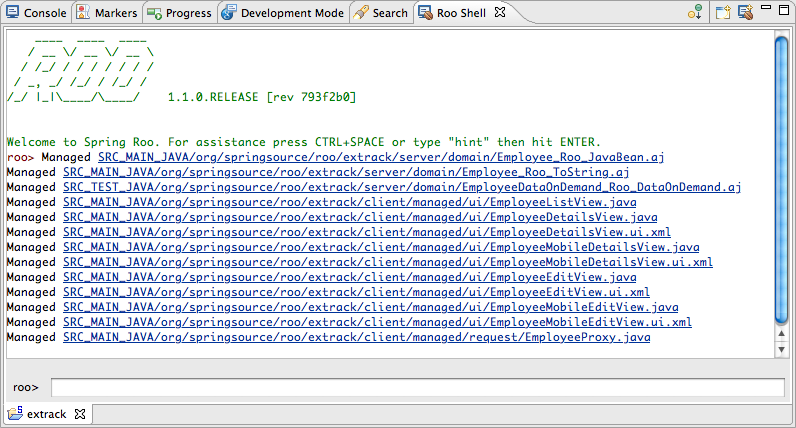 Console Markers Progress Development Mode Search Roo Shell
1.1.0.RELEASE [rev 793f2b0]
Welcome to Spring Roo. For assistance press CTRL+SPACE or type "hint" then hit ENTER.
roo> Managed SRC_MAIN_JAVA/org/springsource/roo/extrack/server/domain/Employee_Roo_JavaBean.aj
Managed SRC_MAIN_JAVA/org/springsource/roo/extrack/server/domain/Employee_Roo_ToString.aj
Managed SRC_TEST_JAVA/org/springsource/roo/extrack/server/domain/EmployeeDataOnDemand_Roo_DataOnDemand.aj
Managed SRC_MAIN_JAVA/org/springsource/roo/extrack/client/managed/ui/EmployeeListView.java
Managed SRC_MAIN_JAVA/org/springsource/roo/extrack/client/managed/ui/EmployeeDetailsView.java
Managed SRC_MAIN_JAVA/org/springsource/roo/extrack/client/managed/ui/EmployeeDetailsView.ui.xml
Managed SRC_MAIN_JAVA/org/springsource/roo/extrack/client/managed/ui/EmployeeMobileDetailsView.java
Managed SRC_MAIN_JAVA/org/springsource/roo/extrack/client/managed/ui/EmployeeMobileDetailsView.ui.xml
Managed SRC_MAIN_JAVA/org/springsource/roo/extrack/client/managed/ui/EmployeeEditView.java
Managed SRC_MAIN_JAVA/org/springsource/roo/extrack/client/managed/ui/EmployeeEditView.ui.xml
Managed SRC_MAIN_JAVA/org/springsource/roo/extrack/client/managed/ui/EmployeeMobileEditView.java
Managed SRC_MAIN_JAVA/org/springsource/roo/extrack/client/managed/ui/EmployeeMobileEditView.ui.xml
Managed SRC_MAIN_JAVA/org/springsource/roo/extrack/client/managed/request/EmployeeProxy.java
roo>
extrack